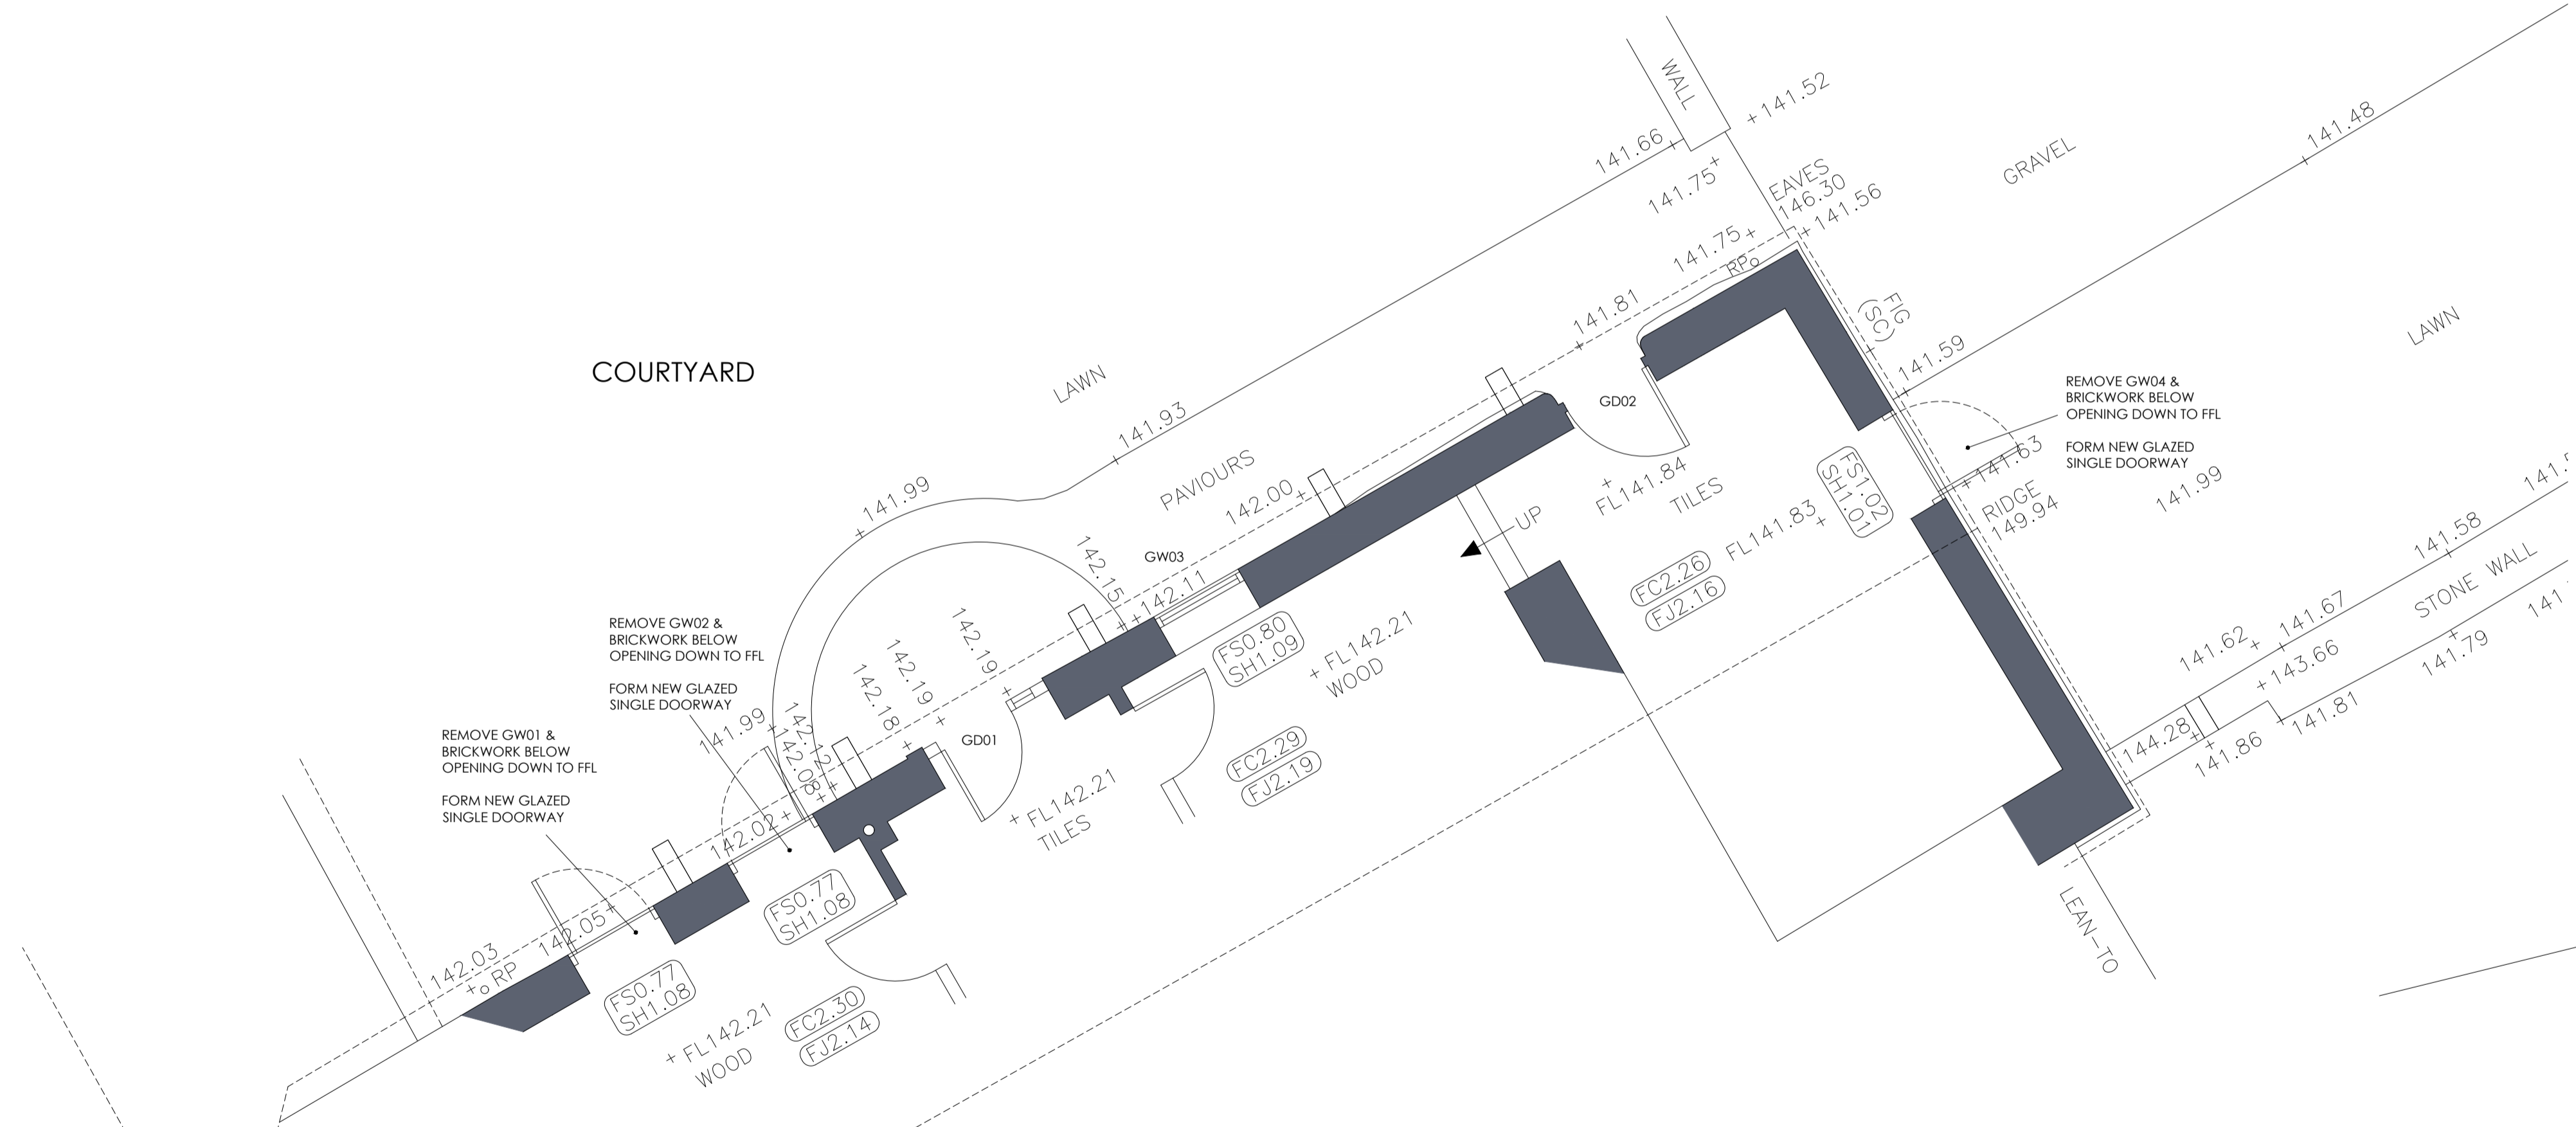 WALL
+141.52
141.66
141.75
141.48
GRAVEL
EAVES
146.30
+141.56
141.75
RP
141.81
FIG
(SC)
141.59
LAWN
COURTYARD
LAWN
141.93
GD02
REMOVE GW04 &
BRICKWORK BELOW
OPENING DOWN TO FFL
FORM NEW GLAZED
SINGLE DOORWAY
+141.63
RIDGE
149.94
141.99
141.99
PAVIOURS
142.00
FL141.84
TILES
FS1.02
SH1.01
UP
FL141.83
FC2.26
FJ2.16
141.58
STONE WALL
142.15
GW03
142.11
REMOVE GW02 &
BRICKWORK BELOW
OPENING DOWN TO FFL
FORM NEW GLAZED
SINGLE DOORWAY
142.19
142.19
142.18
FS0.80
SH1.09
+ FL142.21
WOOD
141.67
141.62
+143.66
141.79
141.81
144.28
141.86
REMOVE GW01 &
BRICKWORK BELOW
OPENING DOWN TO FFL
FORM NEW GLAZED
SINGLE DOORWAY
141.99
142.12
142.08
GD01
FC2.29
FJ2.19
+ FL142.21
TILES
142.02
142.05
142.03
RP
FS0.77
SH1.08
FS0.77
SH1.08
+ FL142.21
WOOD
FC2.30
FJ2.14
LEAN-TO